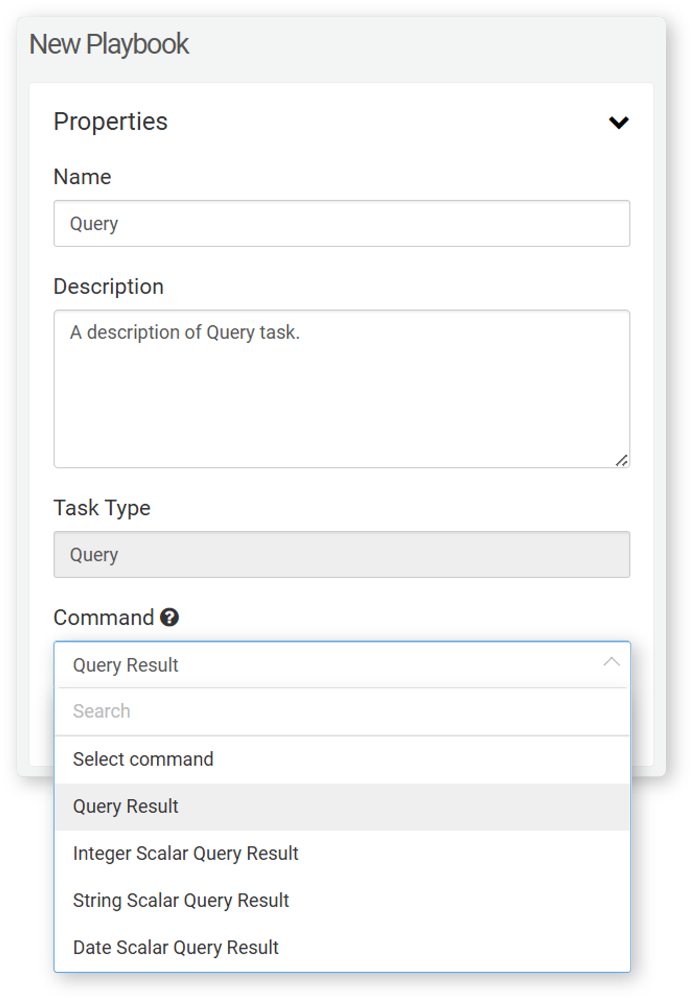 New Playbook
Properties
Name
Query
Description
A description of Query task.
Task Type
Query
Command ?
Query Result
Search
Select command
Query Result
Integer Scalar Query Result
String Scalar Query Result
Date Scalar Query Result